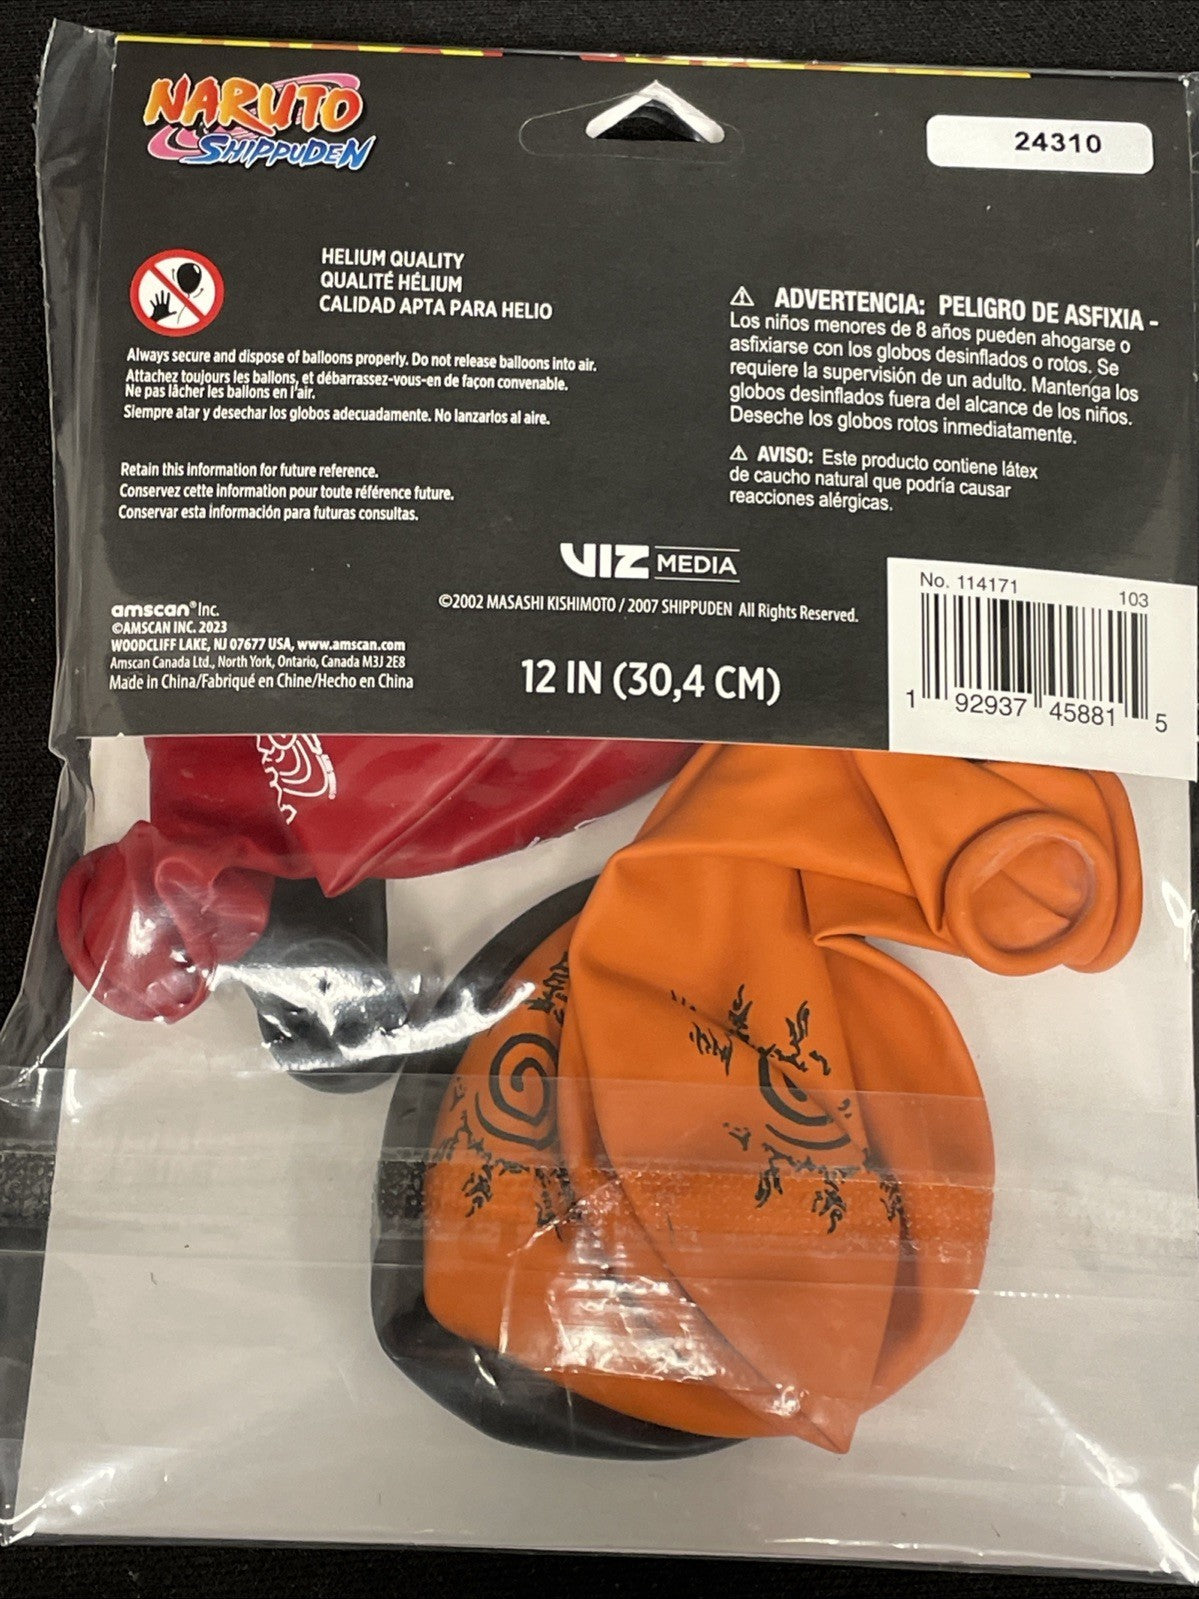 NARUTO
SHIPPUDEN
24310
HELIUM QUALITY
QUALITÉ HÉLIUM
CALIDAD APTA PARA HELIO
Always secure and dispose of balloons properly. Do not release balloons into air.
Attachez toujours les ballons, et débarrassez-vous-en de façon convenable.
Ne pas lâcher les ballons en l'air.
Siempre atar y desechar los globos adecuadamente. No lanzarlos al aire.
Retain this information for future reference.
Conservez cette information pour toute référence future.
Conservar esta información para futuras consultas.
⚠ ADVERTENCIA: PELIGRO DE ASFIXIA -
Los niños menores de 8 años pueden ahogarse o
asfixiarse con los globos desinflados o rotos. Se
requiere la supervisión de un adulto. Mantenga los
globos desinflados fuera del alcance de los niños.
Deseche los globos rotos inmediatamente.
⚠ AVISO: Este producto contiene látex
de caucho natural que podría causar
reacciones alérgicas.
VIZ MEDIA
©2002 MASASHI KISHIMOTO / 2007 SHIPPUDEN All Rights Reserved.
amscan® Inc.
©AMSCAN INC. 2023
WOODCLIFF LAKE, NJ 07677 USA, www.amscan.com
Amscan Canada Ltd., North York, Ontario, Canada M3J 2E8
Made in China/Fabriqué en Chine/Hecho en China
12 IN (30,4 CM)
No. 114171
103
1 92937 45881 5